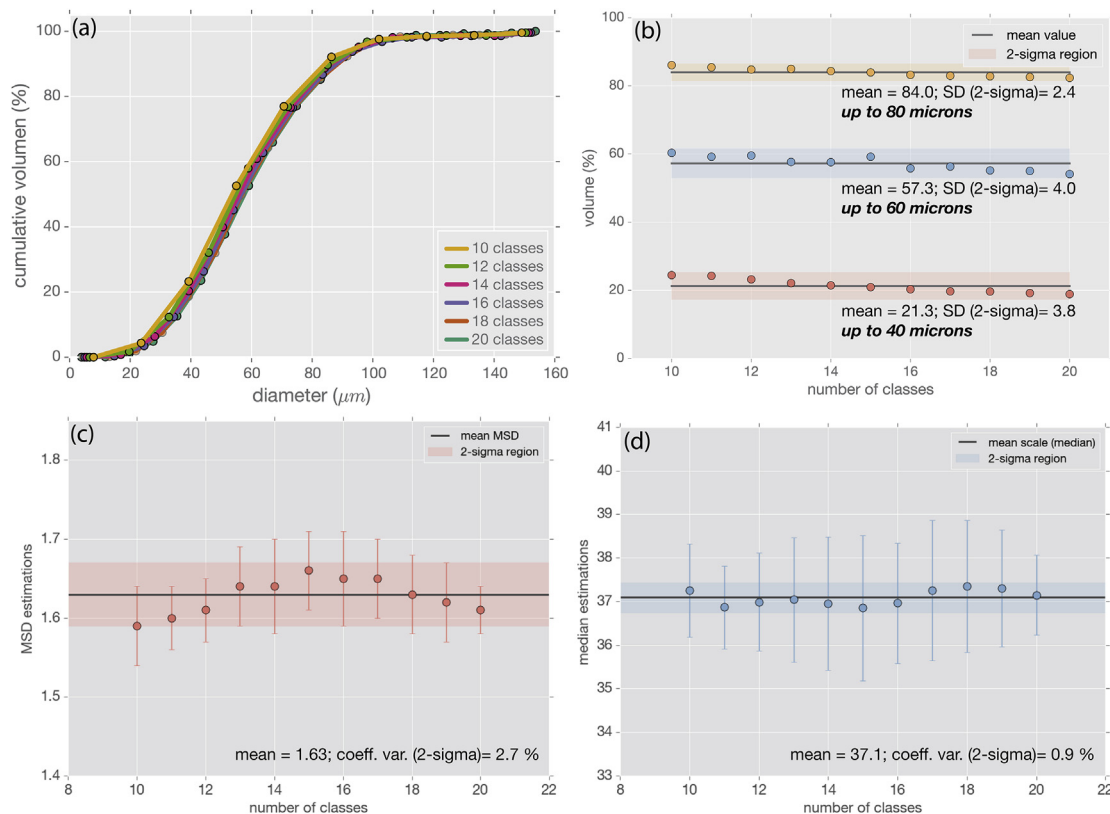 (a)
100
80
60
40
20
0
cumulative volumen (%)
0 20 40 60 80 100 120 140 160
diameter (μm)
10 classes
12 classes
14 classes
16 classes
18 classes
20 classes
(b)
100
80
60
40
20
0
volume (%)
mean value
2-sigma region
mean = 84.0; SD (2-sigma)= 2.4
up to 80 microns
mean = 57.3; SD (2-sigma)= 4.0
up to 60 microns
mean = 21.3; SD (2-sigma)= 3.8
up to 40 microns
10 12 14 16 18 20
number of classes
(c)
1.8
1.7
1.6
1.5
1.4
MSD estimations
mean MSD
2-sigma region
mean = 1.63; coeff. var. (2-sigma)= 2.7 %
8 10 12 14 16 18 20 22
number of classes
(d)
41
40
39
38
37
36
35
34
33
median estimations
mean scale (median)
2-sigma region
mean = 37.1; coeff. var. (2-sigma)= 0.9 %
8 10 12 14 16 18 20 22
number of classes